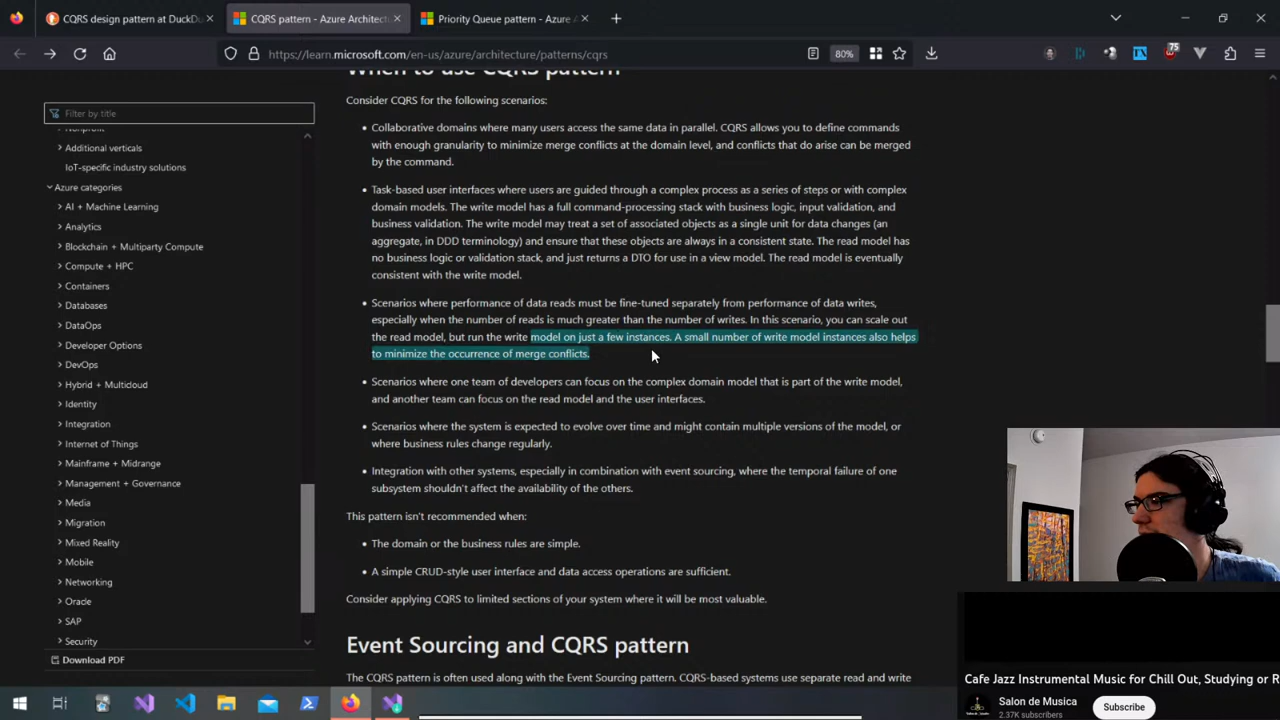 CQRS design pattern at DuckDu
CQRS pattern - Azure Architect
Priority Queue pattern - Azure A
https://learn.microsoft.com/en-us/azure/architecture/patterns/cqrs
80%
75
Filter by title
Nonprofit
Additional verticals
IoT-specific industry solutions
Azure categories
AI + Machine Learning
Analytics
Blockchain + Multiparty Compute
Compute + HPC
Containers
Databases
DataOps
Developer Options
DevOps
Hybrid + Multicloud
Identity
Integration
Internet of Things
Mainframe + Midrange
Management + Governance
Media
Migration
Mixed Reality
Mobile
Networking
Oracle
SAP
Security
Download PDF
When to use CQRS pattern
Consider CQRS for the following scenarios:
• Collaborative domains where many users access the same data in parallel. CQRS allows you to define commands
with enough granularity to minimize merge conflicts at the domain level, and conflicts that do arise can be merged
by the command.
• Task-based user interfaces where users are guided through a complex process as a series of steps or with complex
domain models. The write model has a full command-processing stack with business logic, input validation, and
business validation. The write model may treat a set of associated objects as a single unit for data changes (an
aggregate, in DDD terminology) and ensure that these objects are always in a consistent state. The read model has
no business logic or validation stack, and just returns a DTO for use in a view model. The read model is eventually
consistent with the write model.
• Scenarios where performance of data reads must be fine-tuned separately from performance of data writes,
especially when the number of reads is much greater than the number of writes. In this scenario, you can scale out
the read model, but run the write model on just a few instances. A small number of write model instances also helps
to minimize the occurrence of merge conflicts.
• Scenarios where one team of developers can focus on the complex domain model that is part of the write model,
and another team can focus on the read model and the user interfaces.
• Scenarios where the system is expected to evolve over time and might contain multiple versions of the model, or
where business rules change regularly.
• Integration with other systems, especially in combination with event sourcing, where the temporal failure of one
subsystem shouldn't affect the availability of the others.
This pattern isn't recommended when:
• The domain or the business rules are simple.
• A simple CRUD-style user interface and data access operations are sufficient.
Consider applying CQRS to limited sections of your system where it will be most valuable.
Event Sourcing and CQRS pattern
The CQRS pattern is often used along with the Event Sourcing pattern. CQRS-based systems use separate read and write
Cafe Jazz Instrumental Music for Chill Out, Studying or R
Salon de Musica
2.37K subscribers
Subscribe